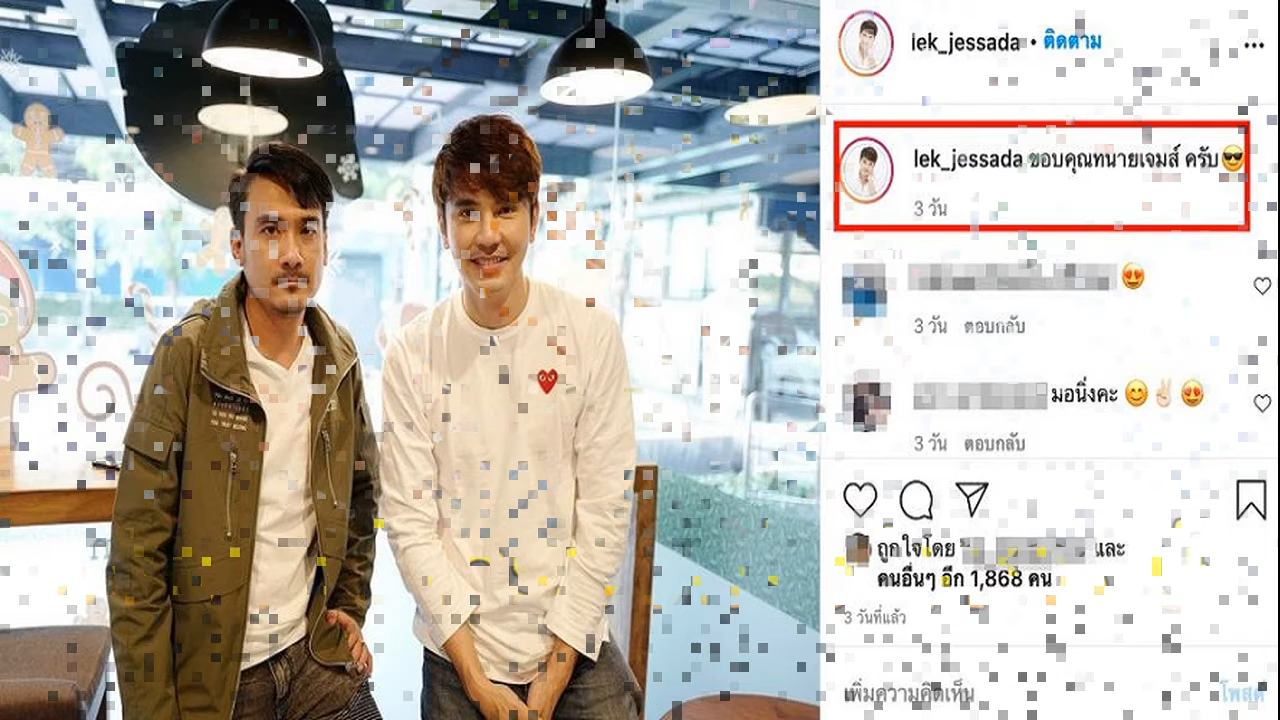 lek_jessada • ติดตาม
lek_jessada ขอบคุณทนายเจมส์ ครับ😎
3 วัน
😍
3 วัน ตอบกลับ
มอนิ่งคะ 😊✌🏻😍
3 วัน ตอบกลับ
ถูกใจโดย และ
คนอื่นๆ อีก 1,868 คน
3 วันที่แล้ว
เพิ่มความคิดเห็น
โพสต์